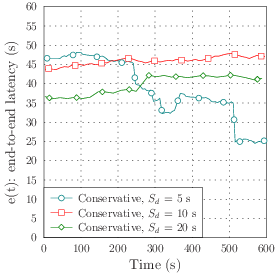 60
55
50
45
40
35
30
25
20
15
10
5
0
e(t): end-to-end latency (s)
Conservative, S_d = 5 s
Conservative, S_d = 10 s
Conservative, S_d = 20 s
0 100 200 300 400 500 600
Time (s)